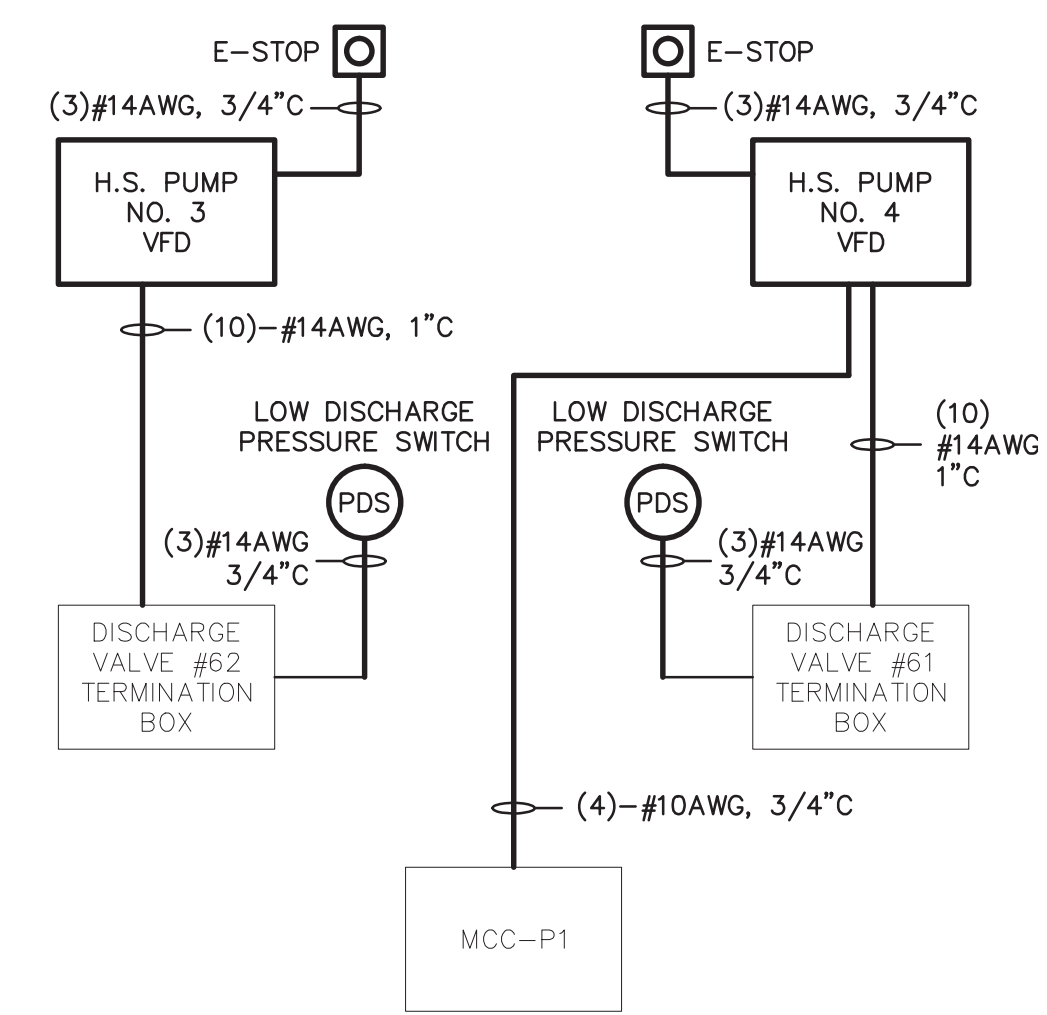 E-STOP
E-STOP
(3)#14AWG, 3/4"C
(3)#14AWG, 3/4"C
H.S. PUMP
NO. 3
VFD
H.S. PUMP
NO. 4
VFD
(10)-#14AWG, 1"C
LOW DISCHARGE
PRESSURE SWITCH
LOW DISCHARGE
PRESSURE SWITCH
(10)
#14AWG
1"C
PDS
PDS
(3)#14AWG
3/4"C
(3)#14AWG
3/4"C
DISCHARGE
VALVE #62
TERMINATION
BOX
DISCHARGE
VALVE #61
TERMINATION
BOX
(4)-#10AWG, 3/4"C
MCC-P1